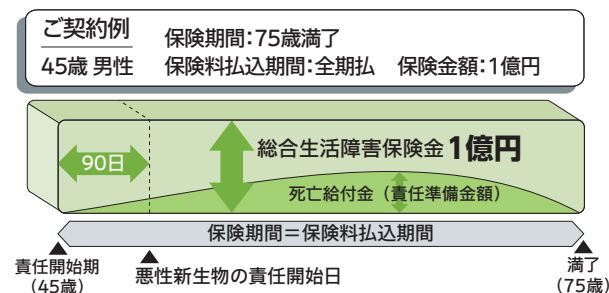 ご契約例
45歳 男性
保険期間:75歳満了
保険料払込期間:全期払 保険金額:1億円
90日
総合生活障害保険金 1億円
死亡給付金（責任準備金額）
保険期間＝保険料払込期間
責任開始期
（45歳）
悪性新生物の責任開始日
満了
（75歳）